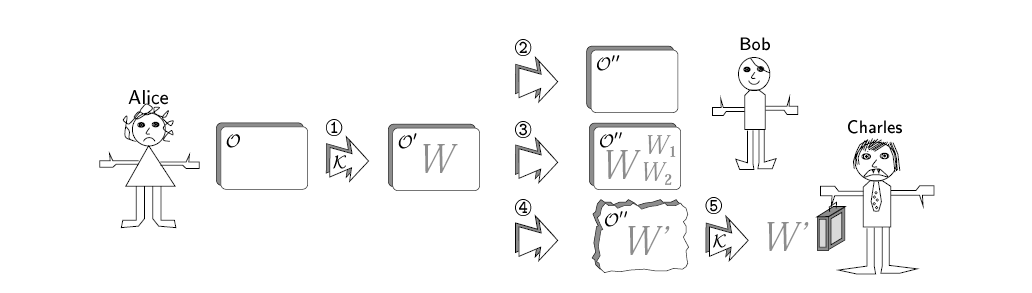 Alice
O
①
K
O'
W
②
O''
Bob
③
O''
W W₁
W₂
④
O''
W'
⑤
K
W'
Charles